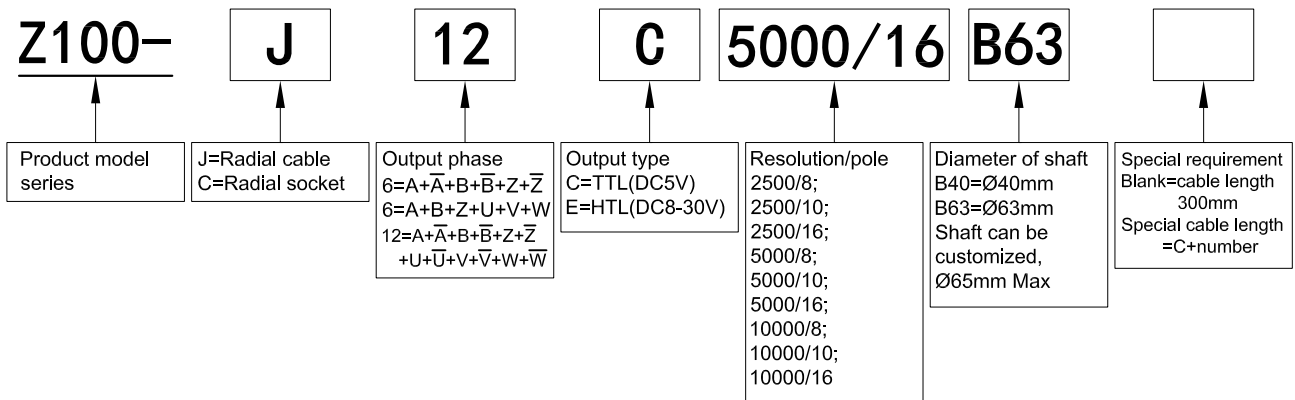 Z100- J 12 C 5000/16 B63
Product model
series
J=Radial cable
C=Radial socket
Output phase
6=A+A̅+B+B̅+Z+Z̅
6=A+B+Z+U+V+W
12=A+A̅+B+B̅+Z+Z̅
+U+U̅+V+V̅+W+W̅
Output type
C=TTL(DC5V)
E=HTL(DC8-30V)
Resolution/pole
2500/8;
2500/10;
2500/16;
5000/8;
5000/10;
5000/16;
10000/8;
10000/10;
10000/16
Diameter of shaft
B40=Ø40mm
B63=Ø63mm
Shaft can be
customized,
Ø65mm Max
Special requirement
Blank=cable length
300mm
Special cable length
=C+number